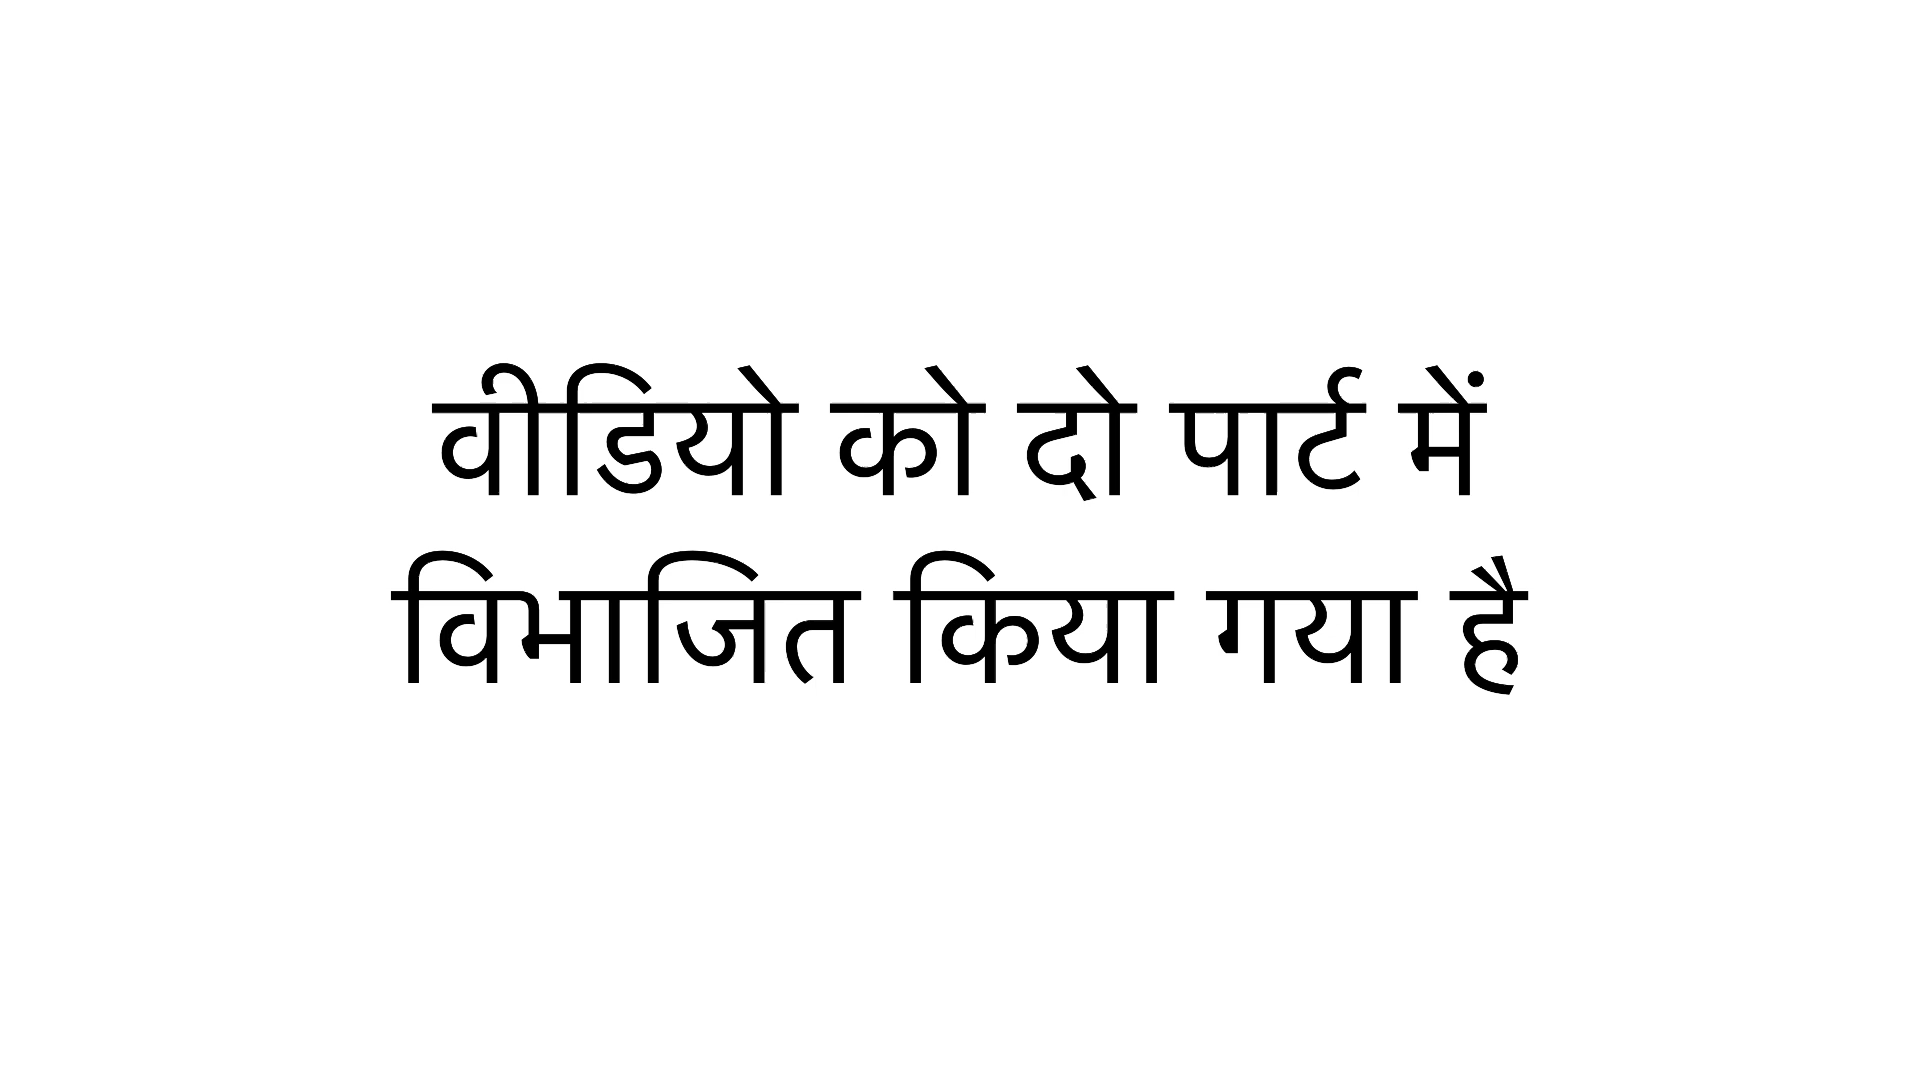 वीडियो को दो पार्ट में
विभाजित किया गया है